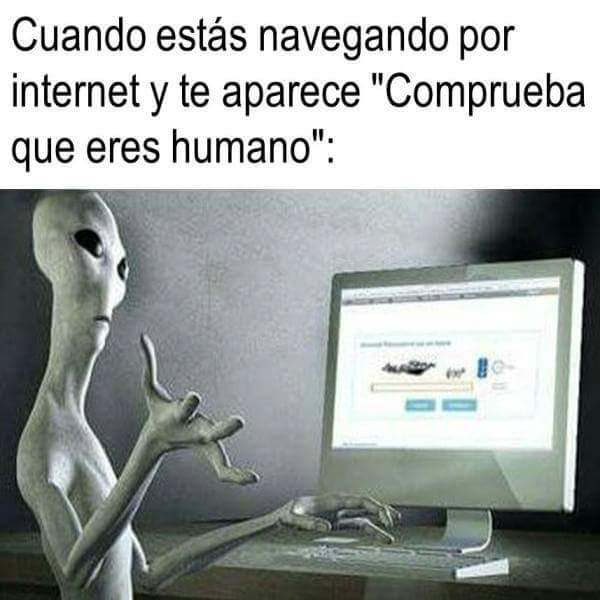 Cuando estás navegando por
internet y te aparece "Comprueba
que eres humano":